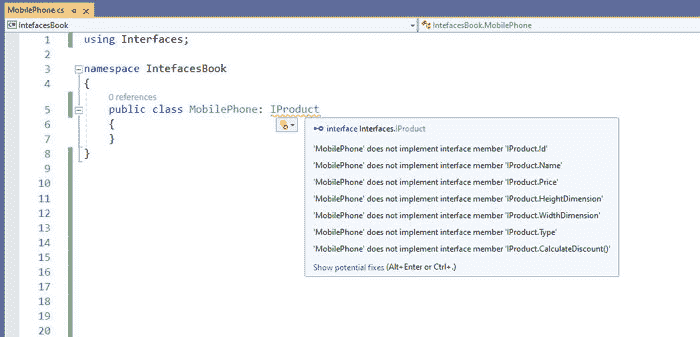 MobilePhone.cs
IntefacesBook
IntefacesBook.MobilePhone
1 using Interfaces;
2
3 namespace IntefacesBook
4 {
0 references
5 public class MobilePhone: IProduct
6 {
7 }
8 }
9
10
11
12
13
14
15
16
17
18
19
20
interface Interfaces.IProduct
'MobilePhone' does not implement interface member 'IProduct.Id'
'MobilePhone' does not implement interface member 'IProduct.Name'
'MobilePhone' does not implement interface member 'IProduct.Price'
'MobilePhone' does not implement interface member 'IProduct.HeightDimension'
'MobilePhone' does not implement interface member 'IProduct.WidthDimension'
'MobilePhone' does not implement interface member 'IProduct.Type'
'MobilePhone' does not implement interface member 'IProduct.CalculateDiscount()'
Show potential fixes (Alt+Enter or Ctrl+.)